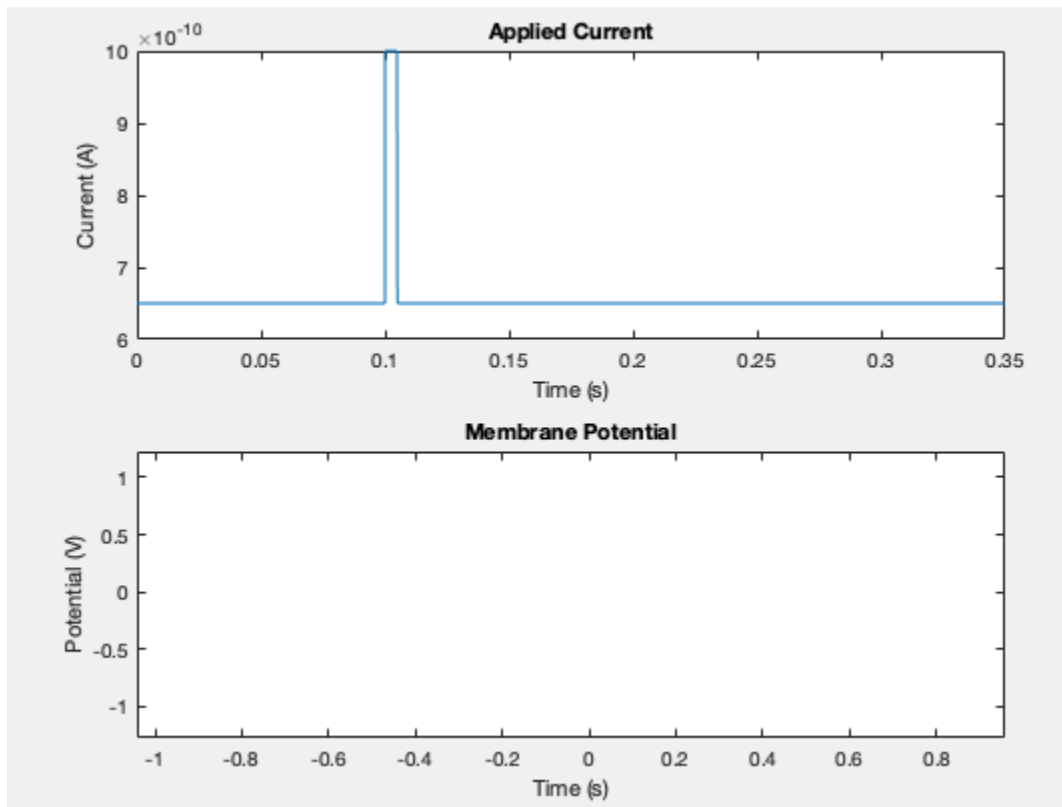 Applied Current
×10⁻¹⁰
10
9
8
7
6
Current (A)
0 0.05 0.1 0.15 0.2 0.25 0.3 0.35
Time (s)
Membrane Potential
1
0.5
0
-0.5
-1
Potential (V)
-1 -0.8 -0.6 -0.4 -0.2 0 0.2 0.4 0.6 0.8
Time (s)